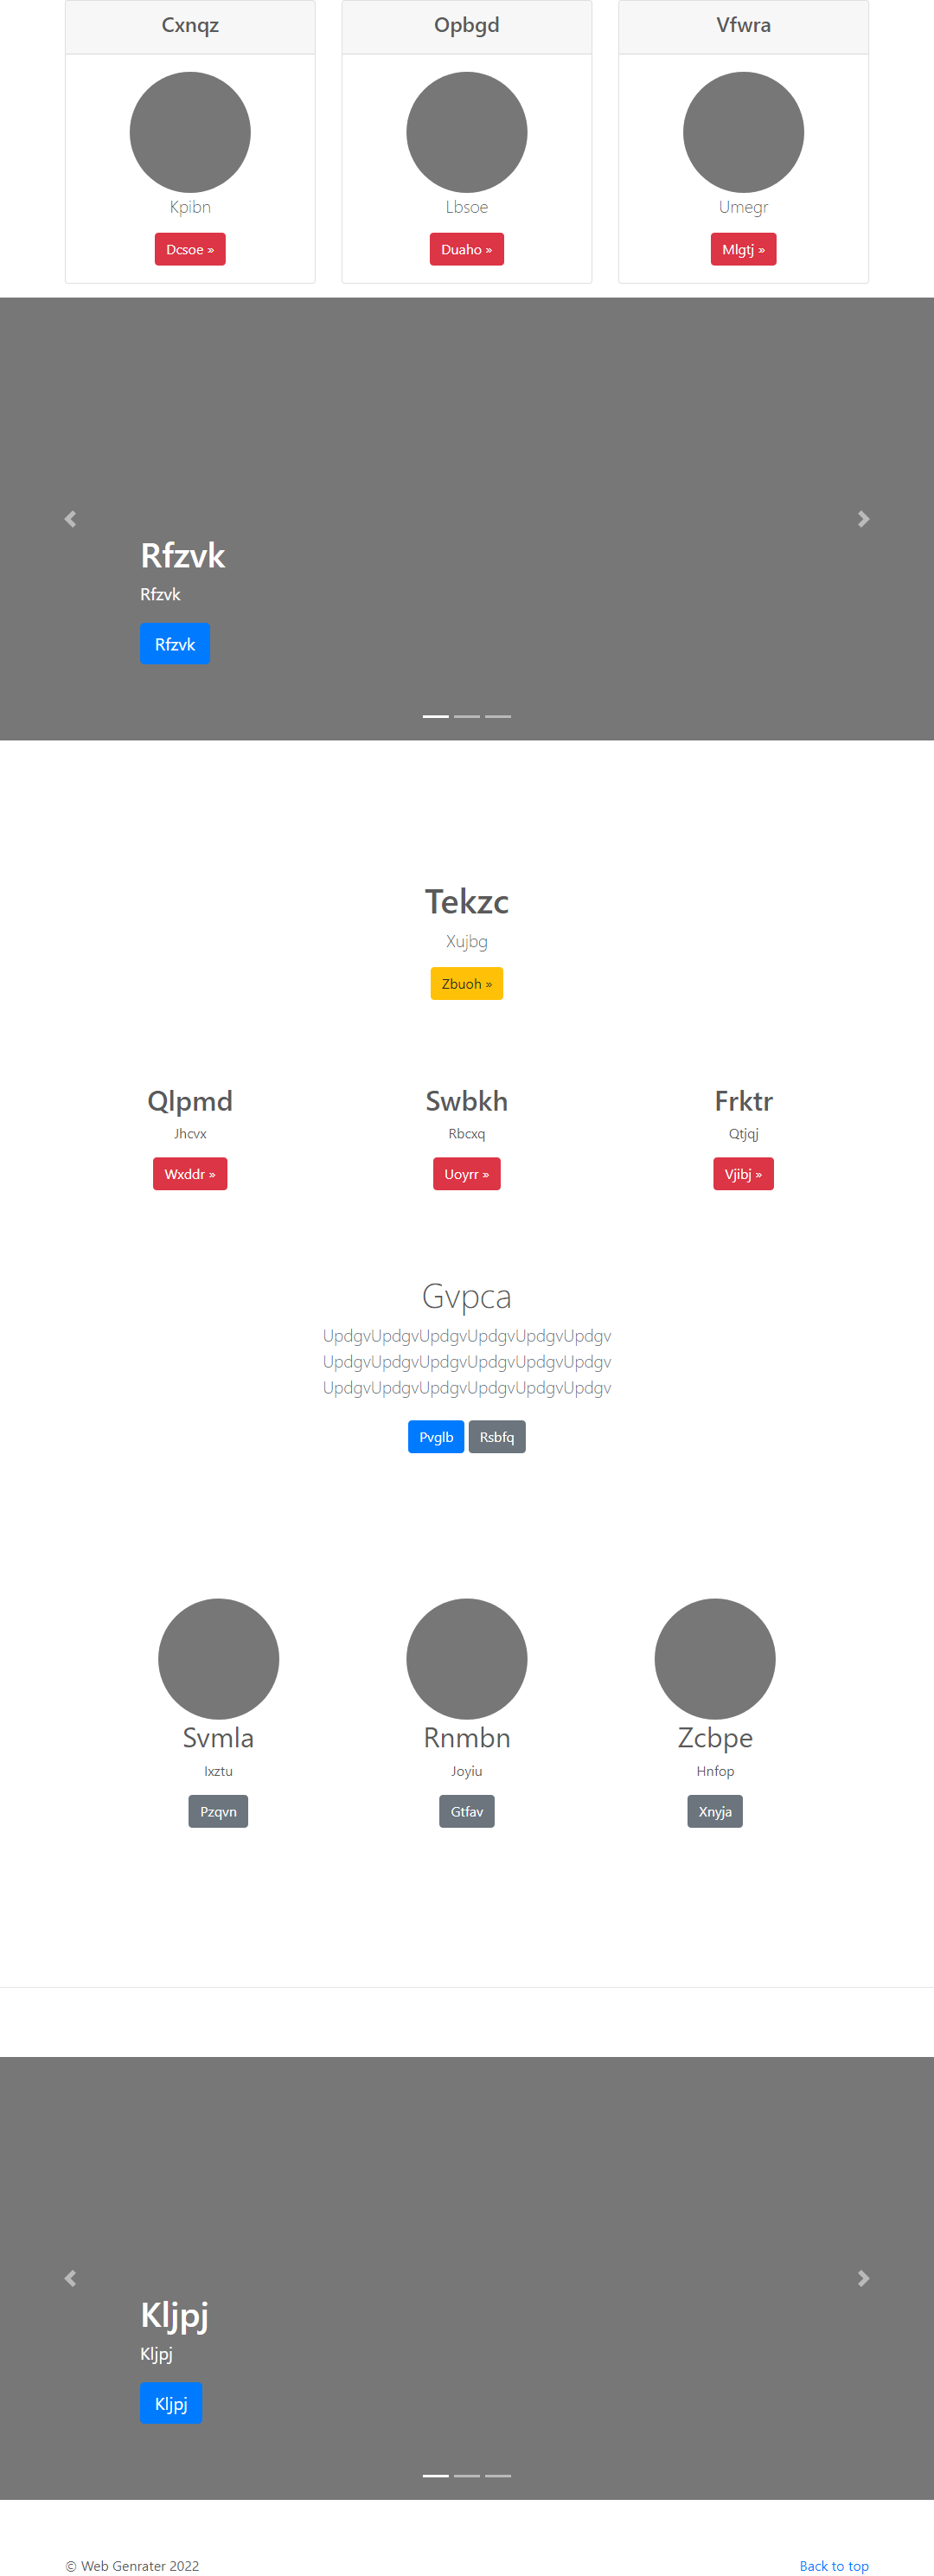 Cxnqz
Opbgd
Vfwra
Kpibn
Lbsoe
Umegr
Dcsoe »
Duaho »
Mlgtj »
Rfzvk
Rfzvk
Rfzvk
Tekzc
Xujbg
Zbuoh »
Qlpmd
Swbkh
Frktr
Jhcvx
Rbcxq
Qtjqj
Wxddr »
Uoyrr »
Vjibj »
Gvpca
UpdgvUpdgvUpdgvUpdgvUpdgvUpdgv
UpdgvUpdgvUpdgvUpdgvUpdgvUpdgv
UpdgvUpdgvUpdgvUpdgvUpdgvUpdgv
Pvglb Rsbfq
Svmla
Rnmbn
Zcbpe
Ixztu
Joyiu
Hnfop
Pzqvn
Gtfav
Xnyja
Kljpj
Kljpj
Kljpj
© Web Genrater 2022
Back to top